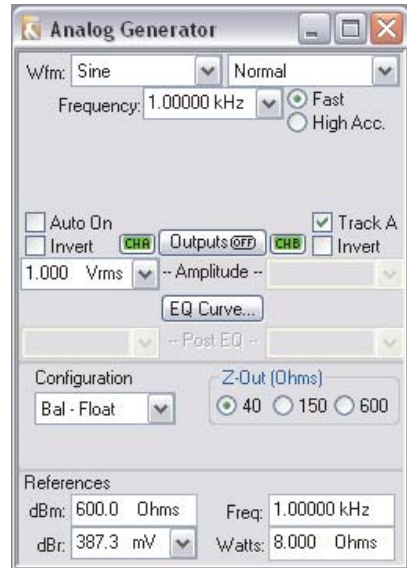 Analog Generator
Wfm: Sine Normal
Frequency: 1.00000 kHz Fast
High Acc.
Auto On Track A
Invert CHA Outputs OFF CHB Invert
1.000 Vrms -- Amplitude --
EQ Curve...
-- Post EQ --
Configuration Z-Out (Ohms)
Bal - Float 40 150 600
References
dBm: 600.0 Ohms Freq: 1.00000 kHz
dBr: 387.3 mV Watts: 8.000 Ohms